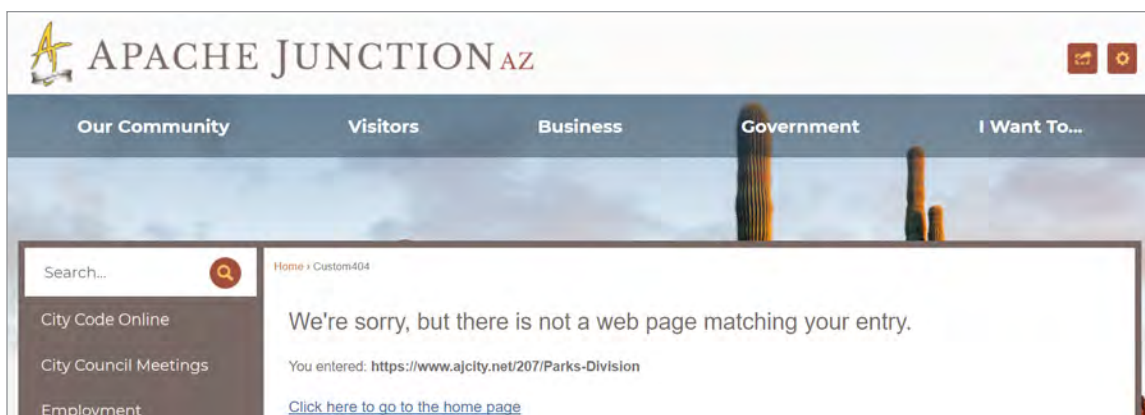 APACHE JUNCTION AZ
Our Community Visitors Business Government I Want To...
Search...
Home › Custom404
City Code Online
We're sorry, but there is not a web page matching your entry.
City Council Meetings
You entered: https://www.ajcity.net/207/Parks-Division
Employment
Click here to go to the home page